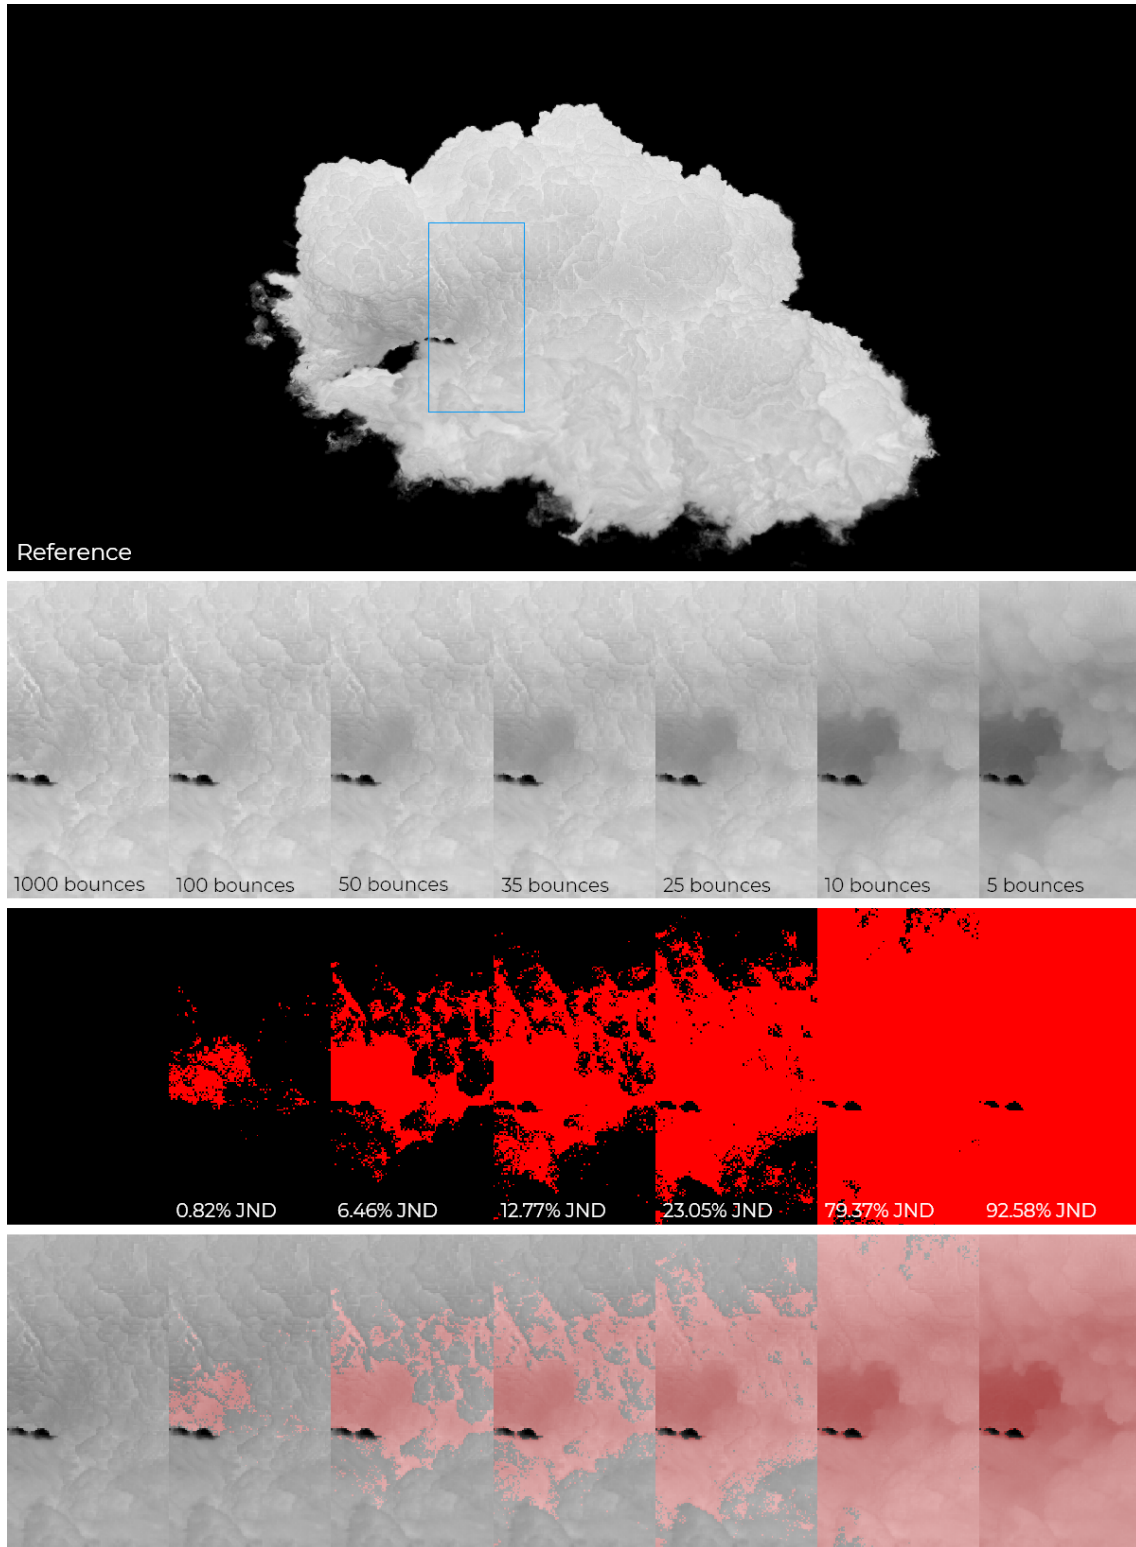 Reference
1000 bounces
100 bounces
50 bounces
35 bounces
25 bounces
10 bounces
5 bounces
0.82% JND
6.46% JND
12.77% JND
23.05% JND
79.37% JND
92.58% JND